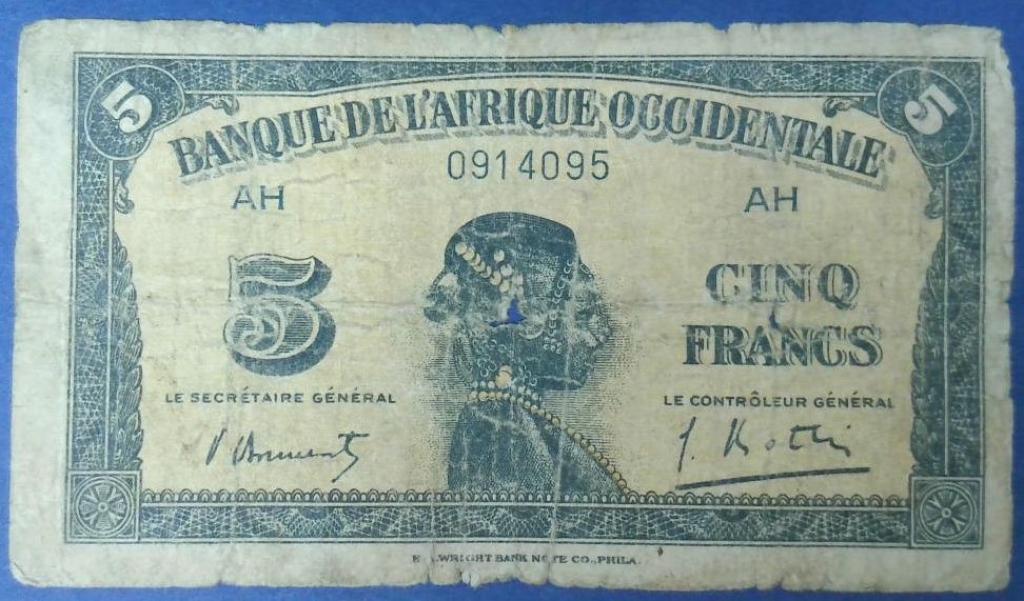 5 5
BANQUE DE L'AFRIQUE OCCIDENTALE
0914095
AH AH
5 CINQ
FRANCS
LE SECRÉTAIRE GÉNÉRAL LE CONTRÔLEUR GÉNÉRAL
WRIGHT BANK NOTE CO., PHILA.